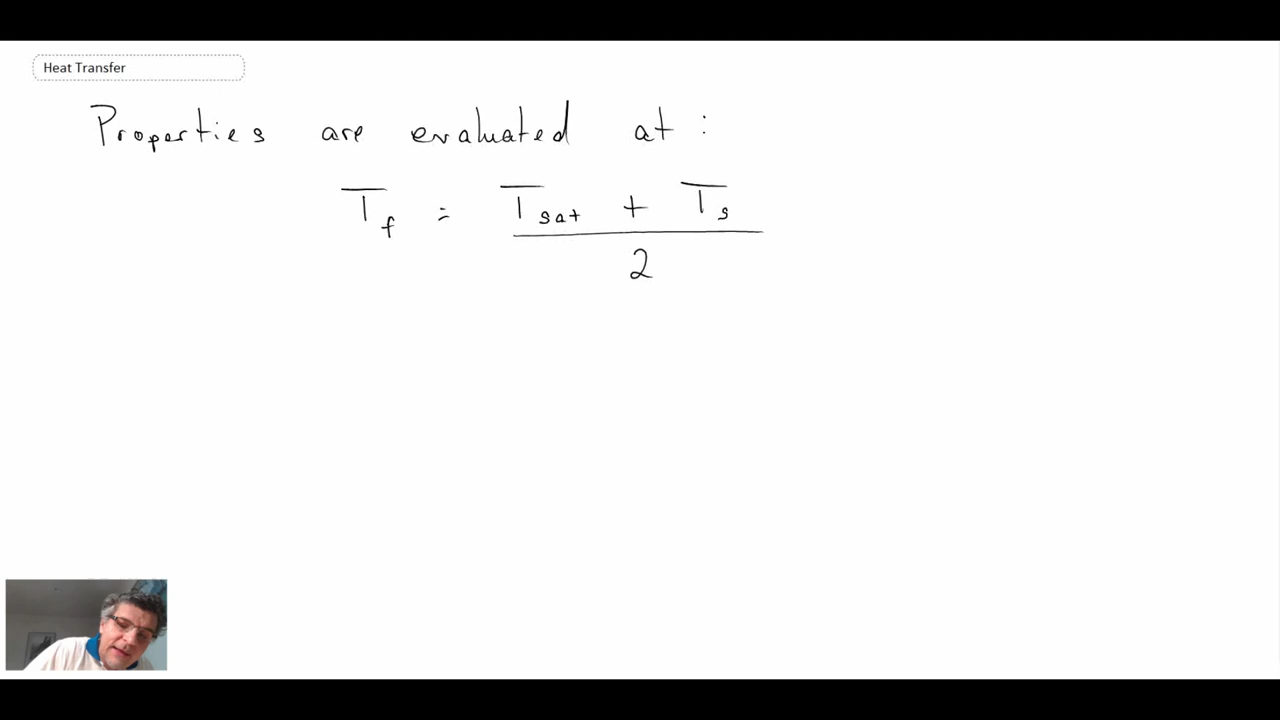 Heat Transfer
Properties are evaluated at :
T_f = (T_sat + T_s) / 2